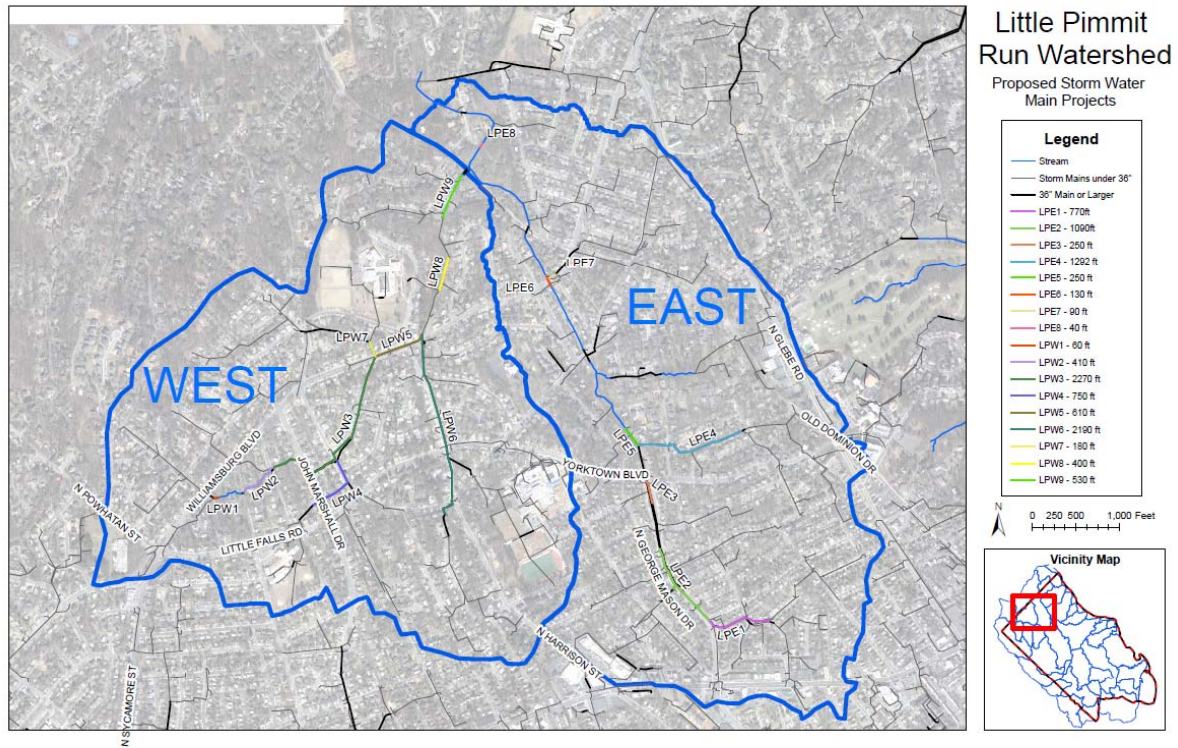 Little Pimmit
Run Watershed
Proposed Storm Water
Main Projects
Legend
Stream
Storm Mains under 36"
36" Main or Larger
LPE1 - 770ft
LPE2 - 1090ft
LPE3 - 250 ft
LPE4 - 1292 ft
LPE5 - 250 ft
LPE6 - 130 ft
LPE7 - 90 ft
LPE8 - 40 ft
LPW1 - 60 ft
LPW2 - 410 ft
LPW3 - 2270 ft
LPW4 - 750 ft
LPW5 - 610 ft
LPW6 - 2190 ft
LPW7 - 180 ft
LPW8 - 400 ft
LPW9 - 530 ft
N
0 250 500 1,000 Feet
Vicinity Map
LPE8
LPW9
LPW8
LPE7
LPE6
EAST
N GLEBE RD
LPW7
LPW5
WEST
LPW3
LPW6
OLD DOMINION DR
LPE5
LPE4
WILLIAMSBURG BLVD
JOHN MARSHALL DR
YORKTOWN BLVD
LPW2
LPW4
LPE3
LPW1
N POWHATAN ST
LITTLE FALLS RD
N GEORGE MASON DR
LPE2
LPE1
N HARRISON ST
N SYCAMORE ST